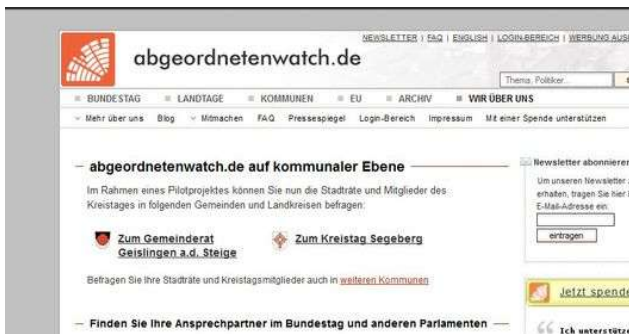 NEWSLETTER | FAQ | ENGLISH | LOGIN-BEREICH | WERBUNG
abgeordnetenwatch.de
Thema, Politiker...
BUNDESTAG LANDTAGE KOMMUNEN EU ARCHIV WIR ÜBER UNS
Mehr über uns Blog Mitmachen FAQ Pressespiegel Login-Bereich Impressum Mit einer Spende unterstützen
abgeordnetenwatch.de auf kommunaler Ebene
Newsletter abonnieren
Im Rahmen eines Pilotprojektes können Sie nun die Stadträte und Mitglieder des
Kreistages in folgenden Gemeinden und Landkreisen befragen:
Um unseren Newsletter
erhalten, tragen Sie hier
E-Mail-Adresse ein:
eintragen
Zum Gemeinderat
Geislingen a.d. Steige
Zum Kreistag Segeberg
Befragen Sie Ihre Stadträte und Kreistagsmitglieder auch in weiteren Kommunen
Jetzt spende
Finden Sie Ihre Ansprechpartner im Bundestag und anderen Parlamenten
Ich unterstütze